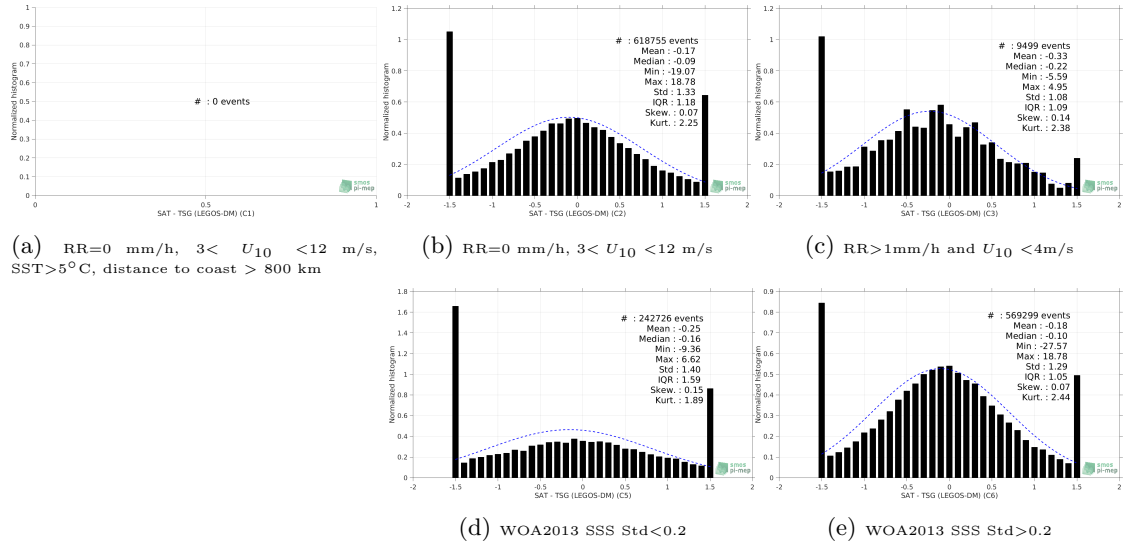 1
0.9
0.8
0.7
0.6
0.5
0.4
0.3
0.2
0.1
0
0 0.5 1
Normalized histogram
# : 0 events
SAT - TSG (LEGOS-DM) (C1)
smos
pi-mep
(a) RR=0 mm/h, 3< U10 <12 m/s,
SST>5°C, distance to coast > 800 km
1.2
1
0.8
0.6
0.4
0.2
0
-2 -1.5 -1 -0.5 0 0.5 1 1.5 2
Normalized histogram
# : 618755 events
Mean : -0.17
Median : -0.09
Min : -19.07
Max : 18.78
Std : 1.33
IQR : 1.18
Skew. : 0.07
Kurt. : 2.25
SAT - TSG (LEGOS-DM) (C2)
smos
pi-mep
(b) RR=0 mm/h, 3< U10 <12 m/s
1.2
1
0.8
0.6
0.4
0.2
0
-2 -1.5 -1 -0.5 0 0.5 1 1.5 2
Normalized histogram
# : 9499 events
Mean : -0.33
Median : -0.22
Min : -5.59
Max : 4.95
Std : 1.08
IQR : 1.09
Skew. : 0.14
Kurt. : 2.38
SAT - TSG (LEGOS-DM) (C3)
smos
pi-mep
(c) RR>1mm/h and U10 <4m/s
1.8
1.6
1.4
1.2
1
0.8
0.6
0.4
0.2
0
-2 -1.5 -1 -0.5 0 0.5 1 1.5 2
Normalized histogram
# : 242726 events
Mean : -0.25
Median : -0.16
Min : -9.36
Max : 6.62
Std : 1.40
IQR : 1.59
Skew. : 0.15
Kurt. : 1.89
SAT - TSG (LEGOS-DM) (C5)
smos
pi-mep
(d) WOA2013 SSS Std<0.2
0.9
0.8
0.7
0.6
0.5
0.4
0.3
0.2
0.1
0
-2 -1.5 -1 -0.5 0 0.5 1 1.5 2
Normalized histogram
# : 569299 events
Mean : -0.18
Median : -0.10
Min : -27.57
Max : 18.78
Std : 1.29
IQR : 1.05
Skew. : 0.07
Kurt. : 2.44
SAT - TSG (LEGOS-DM) (C6)
smos
pi-mep
(e) WOA2013 SSS Std>0.2